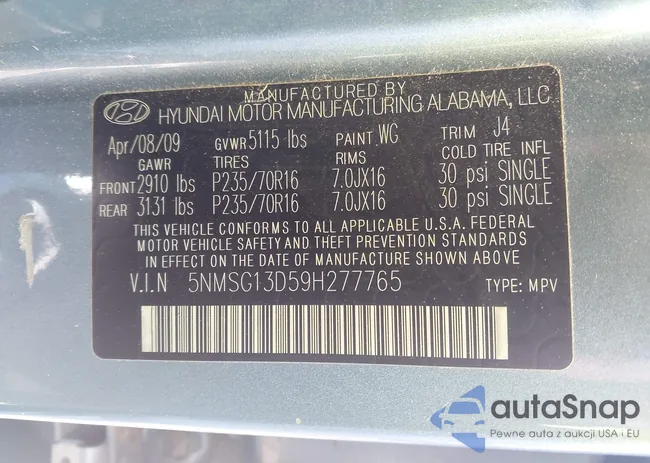 MANUFACTURED BY
HYUNDAI MOTOR MANUFACTURING ALABAMA, LLC
Apr/08/09 GVWR 5115 lbs PAINT WG TRIM J4
GAWR TIRES RIMS COLD TIRE INFL
FRONT 2910 lbs P235/70R16 7.0JX16 30 psi SINGLE
REAR 3131 lbs P235/70R16 7.0JX16 30 psi SINGLE
THIS VEHICLE CONFORMS TO ALL APPLICABLE U.S.A. FEDERAL
MOTOR VEHICLE SAFETY AND THEFT PREVENTION STANDARDS
IN EFFECT ON THE DATE OF MANUFACTURE SHOWN ABOVE
V.I.N 5NMSG13D59H277765 TYPE: MPV
autaSnap
Pewne auta z aukcji USA i EU